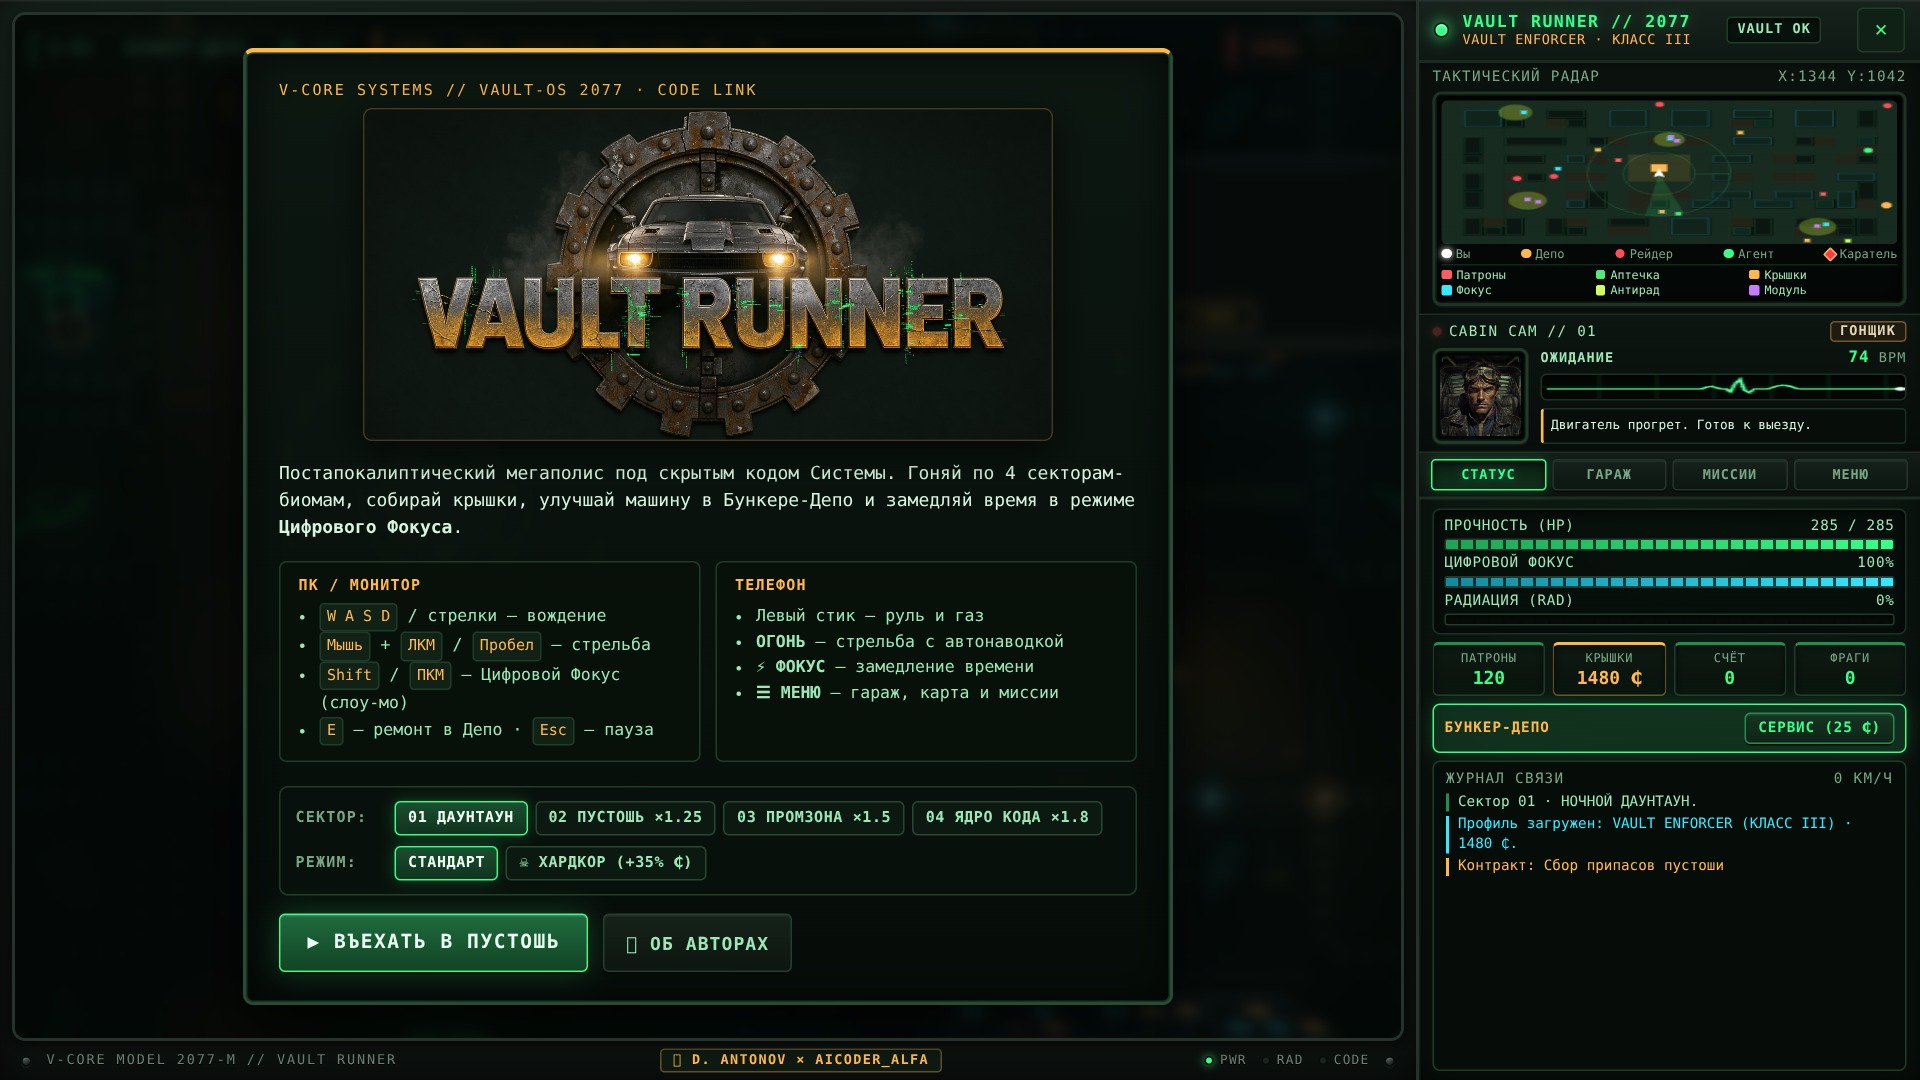 V-CORE SYSTEMS // VAULT-OS 2077 · CODE LINK
VAULT RUNNER
Постапокалиптический мегаполис под скрытым кодом Системы. Гоняй по 4 секторам-
биомам, собирай крышки, улучшай машину в Бункере-Депо и замедляй время в режиме
Цифрового Фокуса.
ПК / МОНИТОР
• W A S D / стрелки — вождение
• Мышь + ЛКМ / Пробел — стрельба
• Shift / ПКМ — Цифровой Фокус
(слоу-мо)
• E — ремонт в Депо · Esc — пауза
ТЕЛЕФОН
• Левый стик — руль и газ
• ОГОНЬ — стрельба с автонаводкой
• ⚡ ФОКУС — замедление времени
• ☰ МЕНЮ — гараж, карта и миссии
СЕКТОР: 01 ДАУНТАУН 02 ПУСТОШЬ ×1.25 03 ПРОМЗОНА ×1.5 04 ЯДРО КОДА ×1.8
РЕЖИМ: СТАНДАРТ ☠ ХАРДКОР (+35% ₵)
▶ ВЪЕХАТЬ В ПУСТОШЬ ОБ АВТОРАХ
V-CORE MODEL 2077-M // VAULT RUNNER
D. ANTONOV × AICODER_ALFA
PWR RAD CODE
VAULT RUNNER // 2077
VAULT ENFORCER · КЛАСС III
VAULT OK
×
ТАКТИЧЕСКИЙ РАДАР X:1344 Y:1042
Вы Депо Рейдер Агент Каратель
Патроны Аптечка Крышки
Фокус Антирад Модуль
CABIN CAM // 01 ГОНЩИК
ОЖИДАНИЕ 74 BPM
Двигатель прогрет. Готов к выезду.
СТАТУС ГАРАЖ МИССИИ МЕНЮ
ПРОЧНОСТЬ (HP) 285 / 285
ЦИФРОВОЙ ФОКУС 100%
РАДИАЦИЯ (RAD) 0%
ПАТРОНЫ КРЫШКИ СЧЁТ ФРАГИ
120 1480 ₵ 0 0
БУНКЕР-ДЕПО СЕРВИС (25 ₵)
ЖУРНАЛ СВЯЗИ 0 КМ/Ч
Сектор 01 · НОЧНОЙ ДАУНТАУН.
Профиль загружен: VAULT ENFORCER (КЛАСС III) ·
1480 ₵.
Контракт: Сбор припасов пустоши